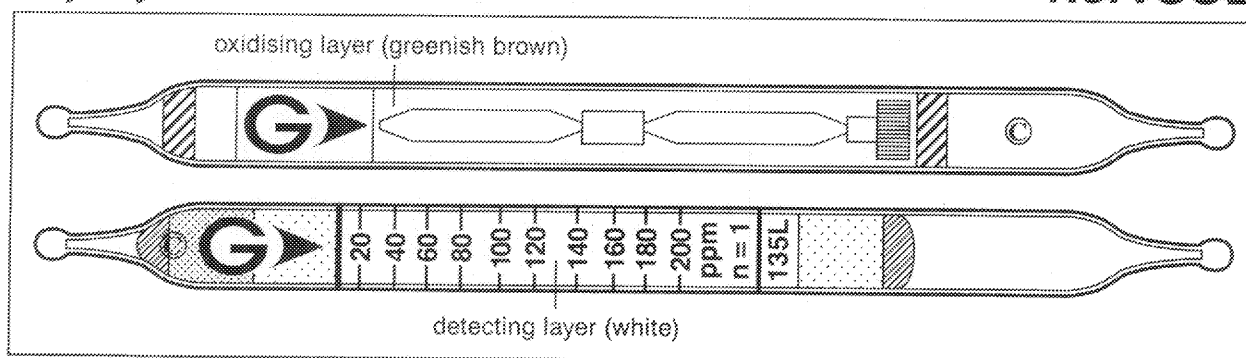 oxidising layer (greenish brown)
G
C
G
20 40 60 80 100 120 140 160 180 200 ppm n = 1 135L
detecting layer (white)